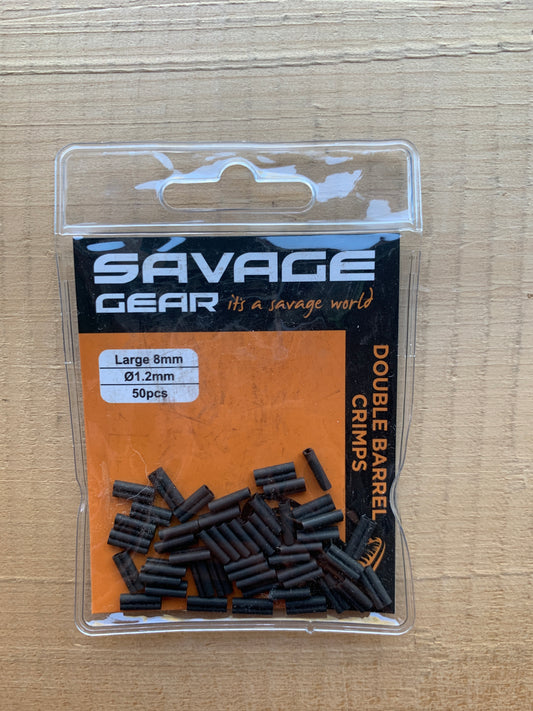 SAVAGE
GEAR it's a savage world
Large 8mm
Ø1.2mm
50pcs
DOUBLE BARREL
CRIMPS